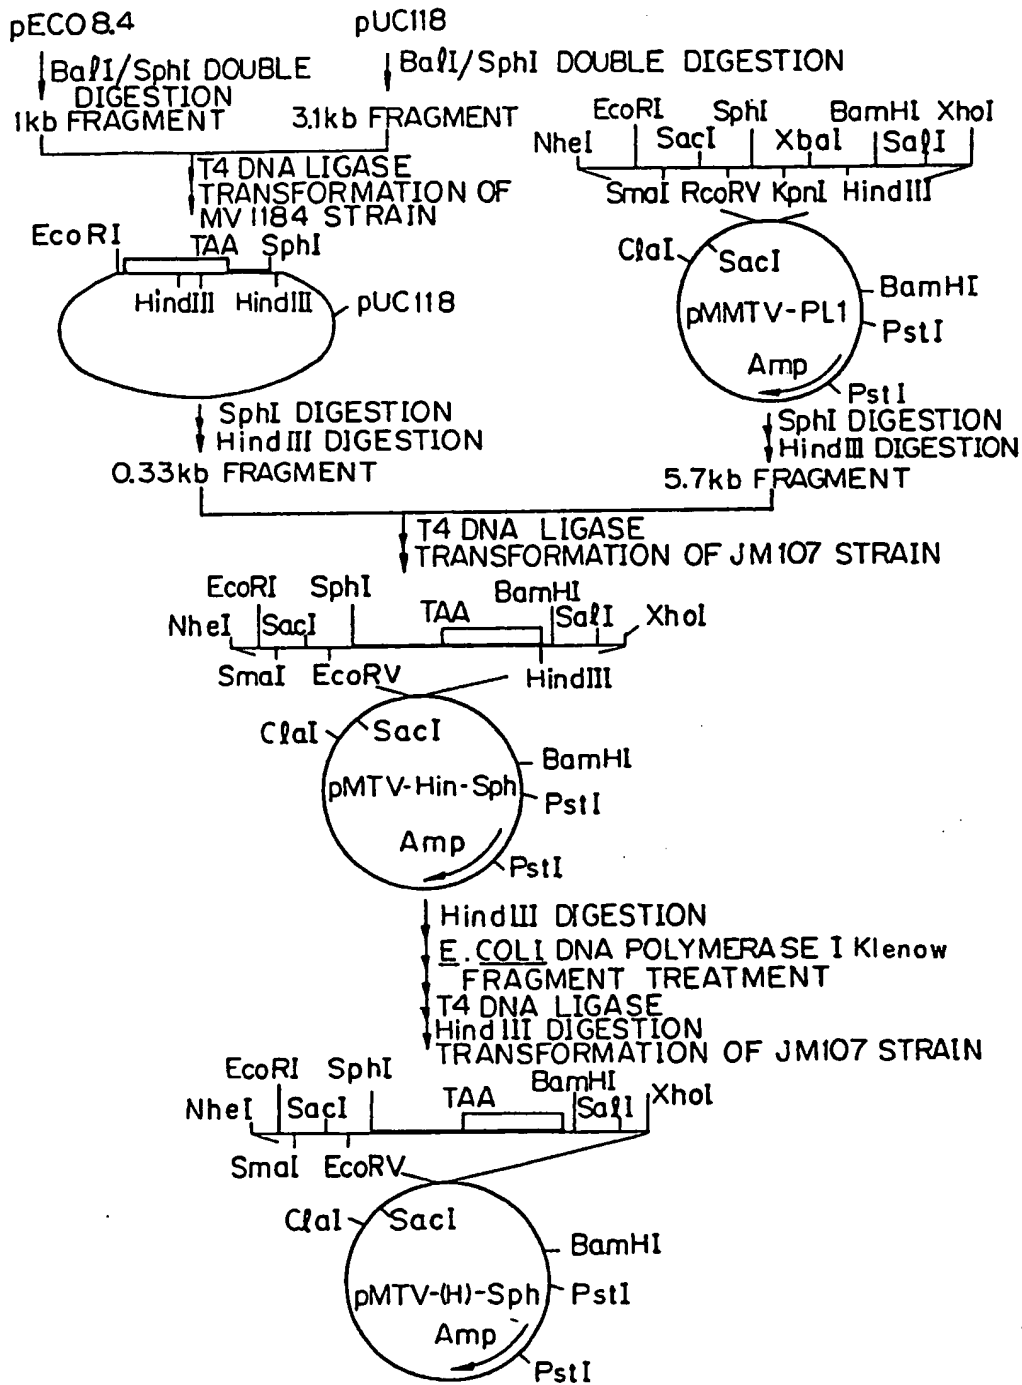 pECO 8.4
pUC118
BalI/SphI DOUBLE
DIGESTION
BalI/SphI DOUBLE DIGESTION
1kb FRAGMENT
3.1kb FRAGMENT
T4 DNA LIGASE
TRANSFORMATION OF
MV 1184 STRAIN
EcoRI
SphI
BamHI
XhoI
NheI
SacI
XbaI
SalI
SmaI
RcoRV
KpnI
HindIII
EcoRI
TAA
SphI
HindIII
HindIII
pUC118
ClaI
SacI
BamHI
pMMTV-PL1
PstI
Amp
PstI
SphI DIGESTION
HindIII DIGESTION
0.33kb FRAGMENT
SphI DIGESTION
HindIII DIGESTION
5.7kb FRAGMENT
T4 DNA LIGASE
TRANSFORMATION OF JM107 STRAIN
EcoRI
SphI
BamHI
NheI
SacI
TAA
SalI
XhoI
SmaI
EcoRV
HindIII
ClaI
SacI
BamHI
pMTV-Hin-Sph
PstI
Amp
PstI
HindIII DIGESTION
E. COLI DNA POLYMERASE I Klenow
FRAGMENT TREATMENT
T4 DNA LIGASE
HindIII DIGESTION
TRANSFORMATION OF JM107 STRAIN
EcoRI
SphI
BamHI
XhoI
NheI
SacI
TAA
SalI
SmaI
EcoRV
ClaI
SacI
BamHI
pMTV-(H)-Sph
PstI
Amp
PstI